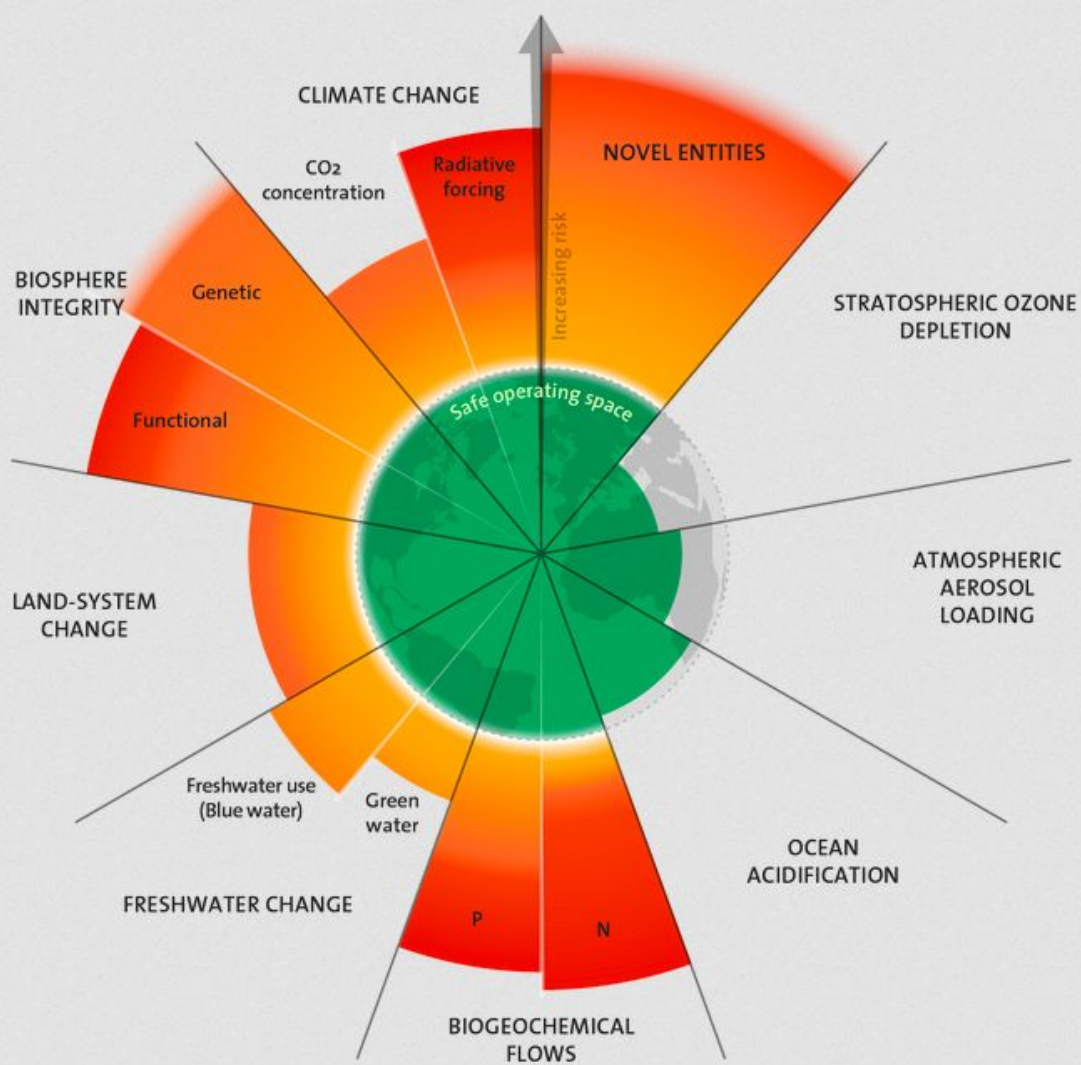 CLIMATE CHANGE
CO2
concentration
Radiative
forcing
NOVEL ENTITIES
Increasing risk
BIOSPHERE
INTEGRITY
Genetic
Functional
STRATOSPHERIC OZONE
DEPLETION
Safe operating space
ATMOSPHERIC
AEROSOL
LOADING
LAND-SYSTEM
CHANGE
Freshwater use
(Blue water)
Green
water
FRESHWATER CHANGE
OCEAN
ACIDIFICATION
P
N
BIOGEOCHEMICAL
FLOWS